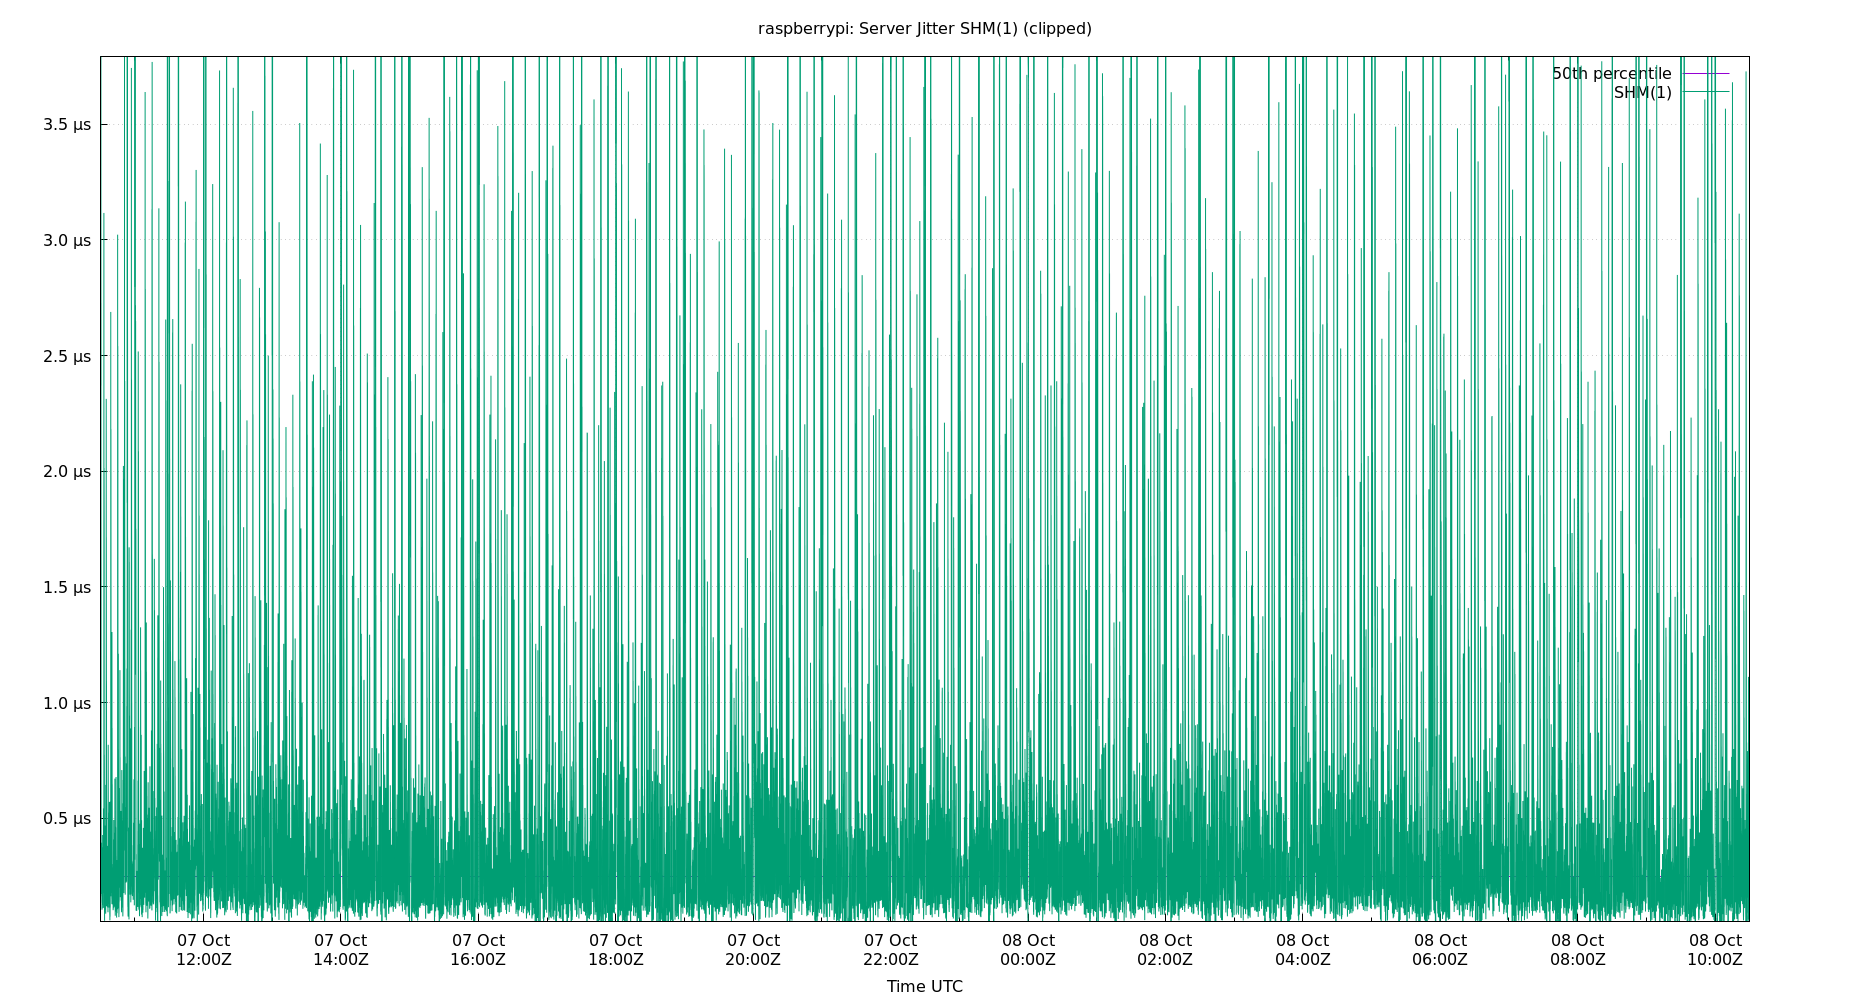 raspberrypi: Server Jitter SHM(1) (clipped)
50th percentile
SHM(1)
3.5 µs
3.0 µs
2.5 µs
2.0 µs
1.5 µs
1.0 µs
0.5 µs
07 Oct 07 Oct 07 Oct 07 Oct 07 Oct 07 Oct 08 Oct 08 Oct 08 Oct 08 Oct 08 Oct 08 Oct
12:00Z 14:00Z 16:00Z 18:00Z 20:00Z 22:00Z 00:00Z 02:00Z 04:00Z 06:00Z 08:00Z 10:00Z
Time UTC